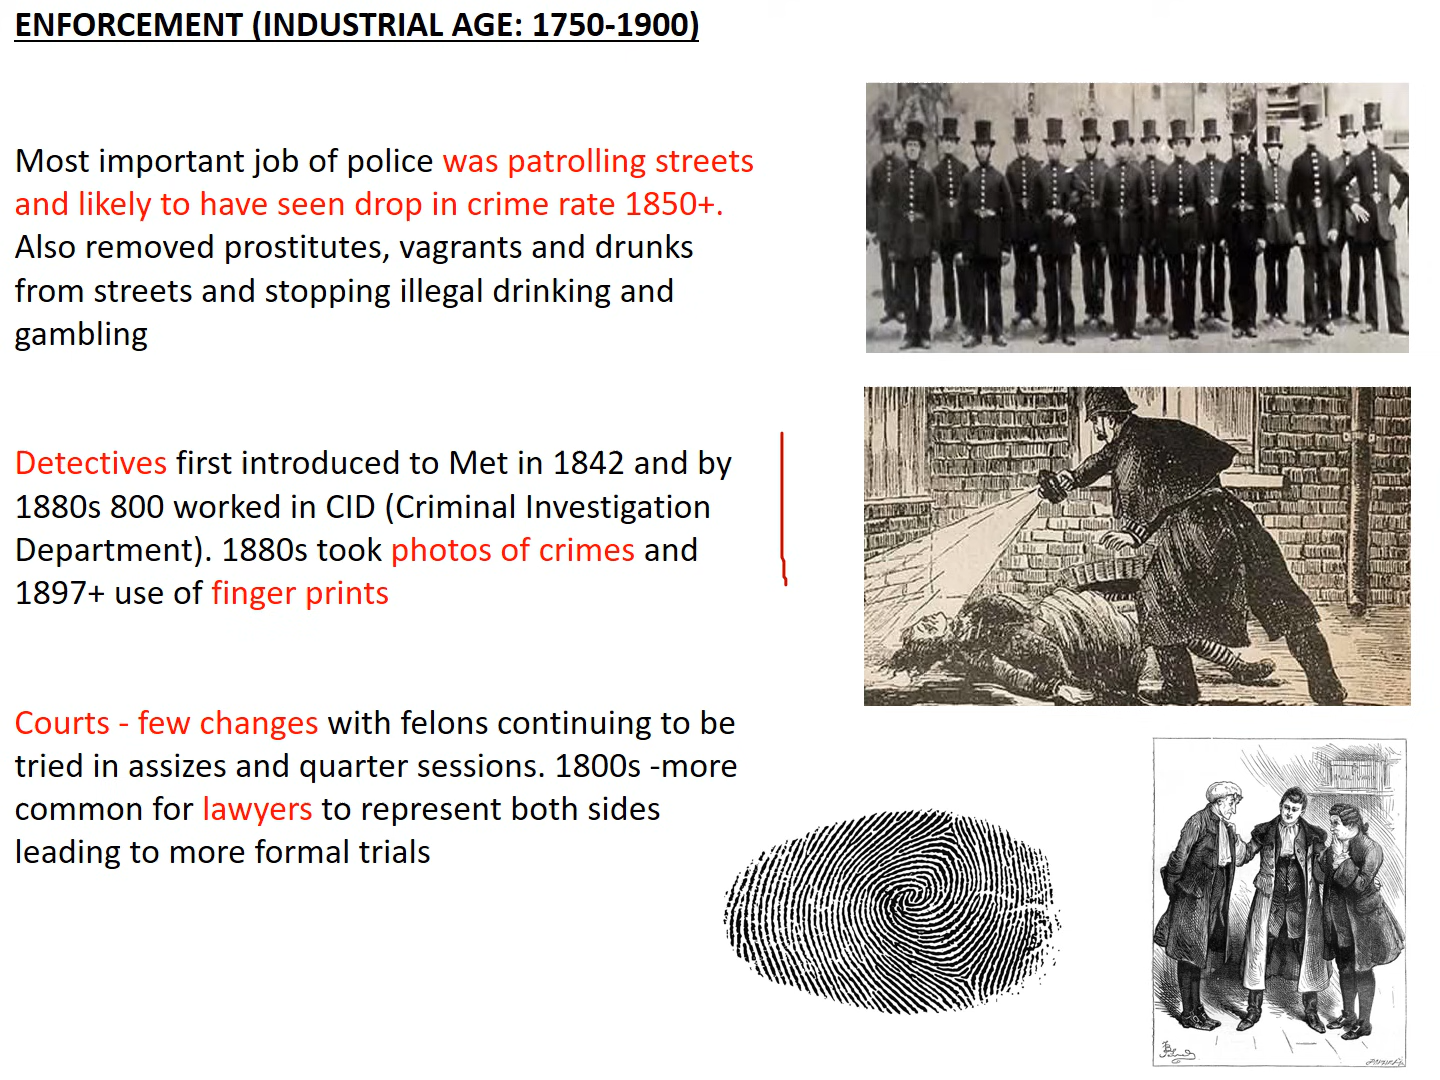 ENFORCEMENT (INDUSTRIAL AGE: 1750-1900)
Most important job of police was patrolling streets
and likely to have seen drop in crime rate 1850+.
Also removed prostitutes, vagrants and drunks
from streets and stopping illegal drinking and
gambling
Detectives first introduced to Met in 1842 and by
1880s 800 worked in CID (Criminal Investigation
Department). 1880s took photos of crimes and
1897+ use of finger prints
Courts - few changes with felons continuing to be
tried in assizes and quarter sessions. 1800s -more
common for lawyers to represent both sides
leading to more formal trials